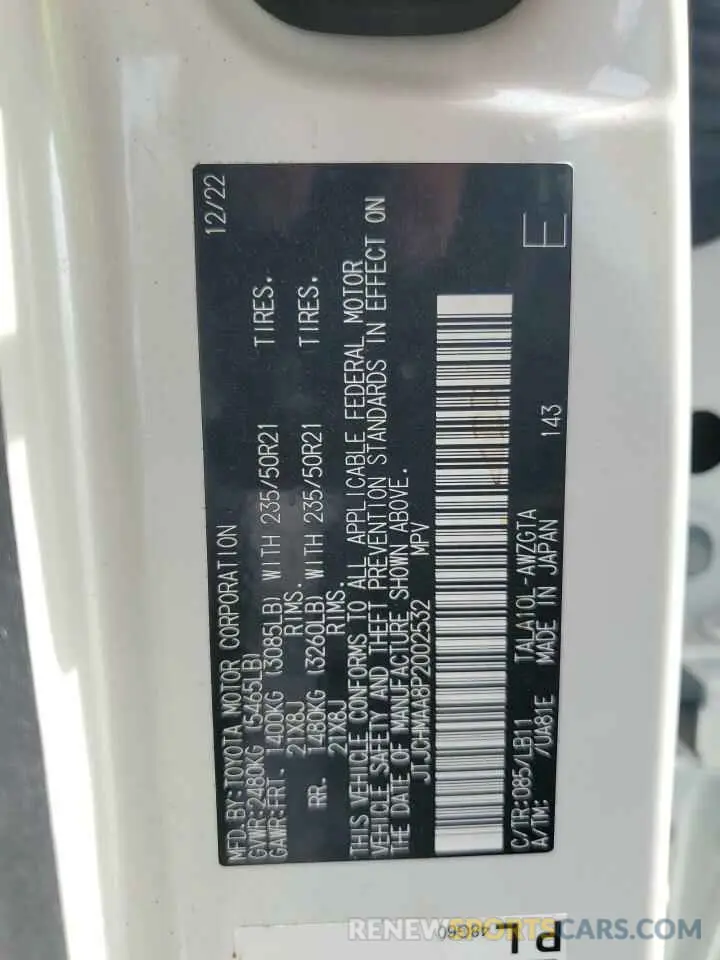 12/22
MFD.BY:TOYOTA MOTOR CORPORATION
GVWR:2480KG (5465LB)
GAWR:FRT. 1400KG (3085LB) WITH 235/50R21 TIRES.
21X8J RIMS.
RR. 1480KG (3260LB) WITH 235/50R21 TIRES.
21X8J RIMS.
THIS VEHICLE CONFORMS TO ALL APPLICABLE FEDERAL MOTOR
VEHICLE SAFETY AND THEFT PREVENTION STANDARDS IN EFFECT ON
THE DATE OF MANUFACTURE SHOWN ABOVE.
JTJCHMAA8P2002532 MPV
C/TR:085/LB11 TALA10L-AWZGTA 143
A/TM: /UA81E MADE IN JAPAN
E
48G60
PL
RENEWSPORTSCARS.COM